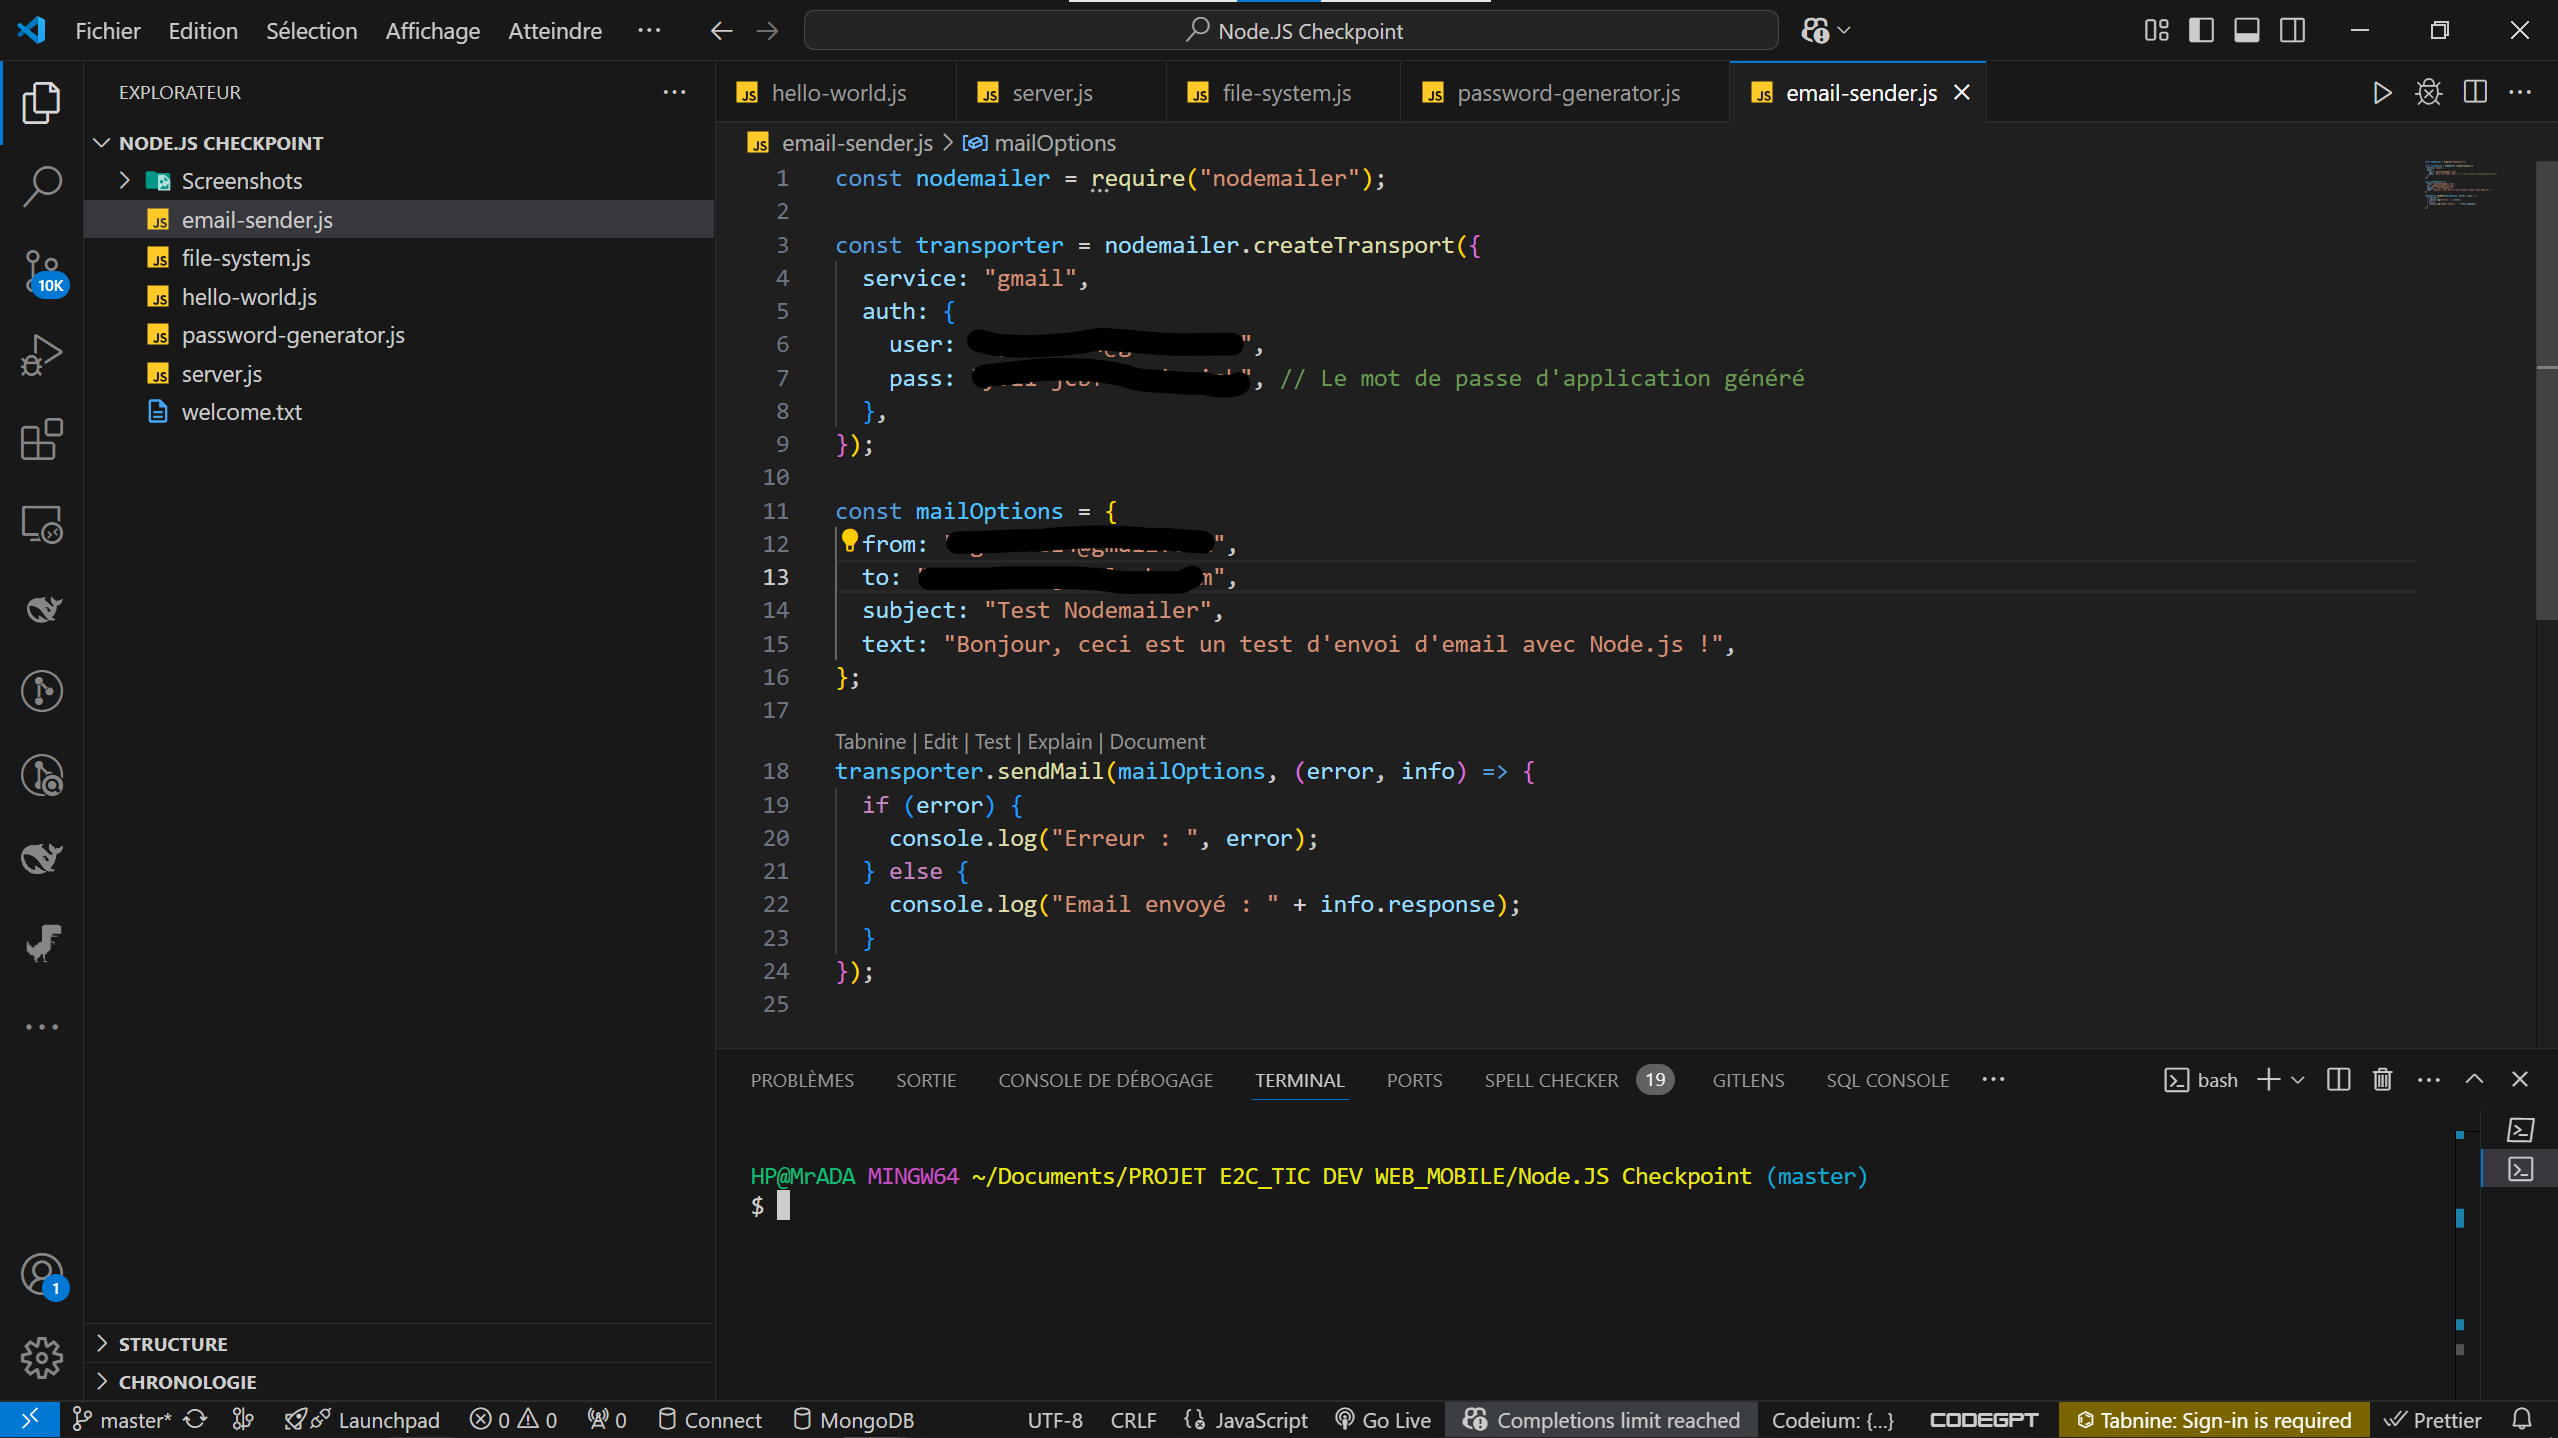 Fichier Edition Sélection Affichage Atteindre ··· Node.JS Checkpoint
EXPLORATEUR ···
NODE.JS CHECKPOINT
Screenshots
email-sender.js
file-system.js
hello-world.js
password-generator.js
server.js
welcome.txt
10K
1
STRUCTURE
CHRONOLOGIE
hello-world.js server.js file-system.js password-generator.js email-sender.js
email-sender.js > mailOptions
1 const nodemailer = require("nodemailer");
2
3 const transporter = nodemailer.createTransport({
4 service: "gmail",
5 auth: {
6 user: ",
7 pass: ", // Le mot de passe d'application généré
8 },
9 });
10
11 const mailOptions = {
12 from: ",
13 to: ",
14 subject: "Test Nodemailer",
15 text: "Bonjour, ceci est un test d'envoi d'email avec Node.js !",
16 };
17
Tabnine | Edit | Test | Explain | Document
18 transporter.sendMail(mailOptions, (error, info) => {
19 if (error) {
20 console.log("Erreur : ", error);
21 } else {
22 console.log("Email envoyé : " + info.response);
23 }
24 });
25
PROBLÈMES SORTIE CONSOLE DE DÉBOGAGE TERMINAL PORTS SPELL CHECKER 19 GITLENS SQL CONSOLE ··· bash
HP@MrADA MINGW64 ~/Documents/PROJET E2C_TIC DEV WEB_MOBILE/Node.JS Checkpoint (master)
$
master* Launchpad 0 0 0 Connect MongoDB UTF-8 CRLF JavaScript Go Live Completions limit reached Codeium: {...} CODEGPT Tabnine: Sign-in is required Prettier